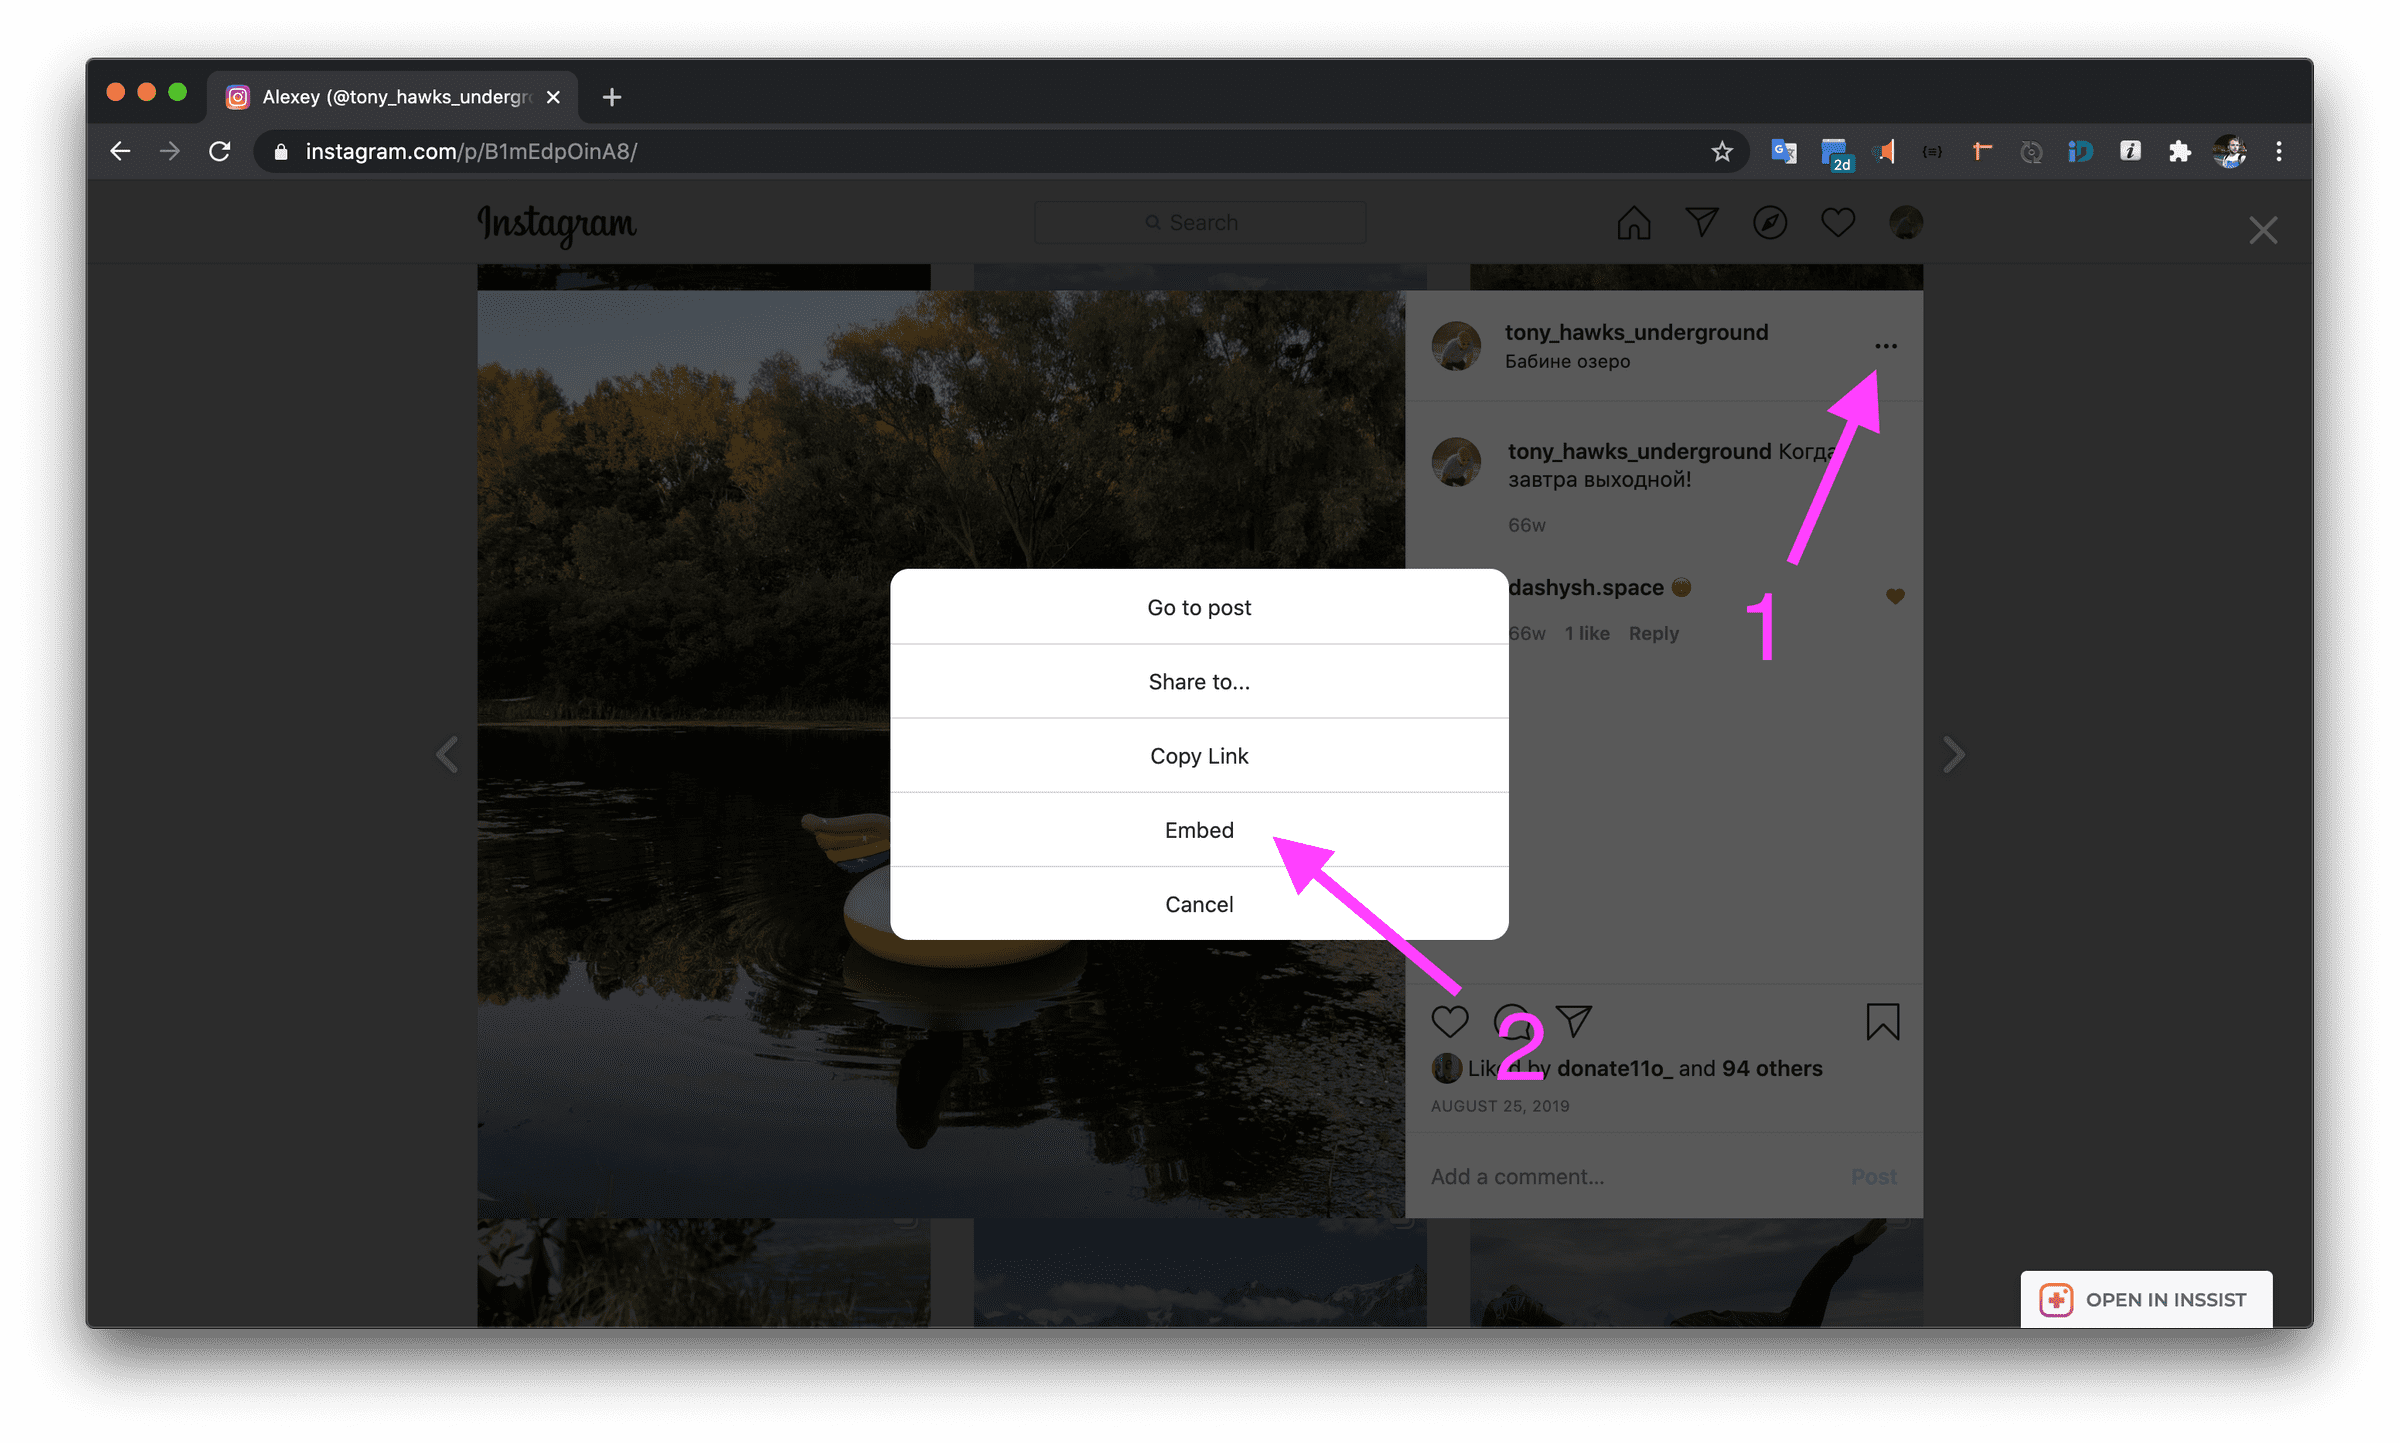 Alexey (@tony_hawks_undergr
2d
instagram.com/p/B1mEdpOinA8/
Instagram
Search
tony_hawks_underground
Бабине озеро
tony_hawks_underground Когда
завтра выходной!
66w
1
dashysh.space
66w 1 like Reply
Go to post
Share to...
Copy Link
Embed
Cancel
2
Liked by donate11o_ and 94 others
AUGUST 25, 2019
Add a comment...
Post
OPEN IN INSSIST